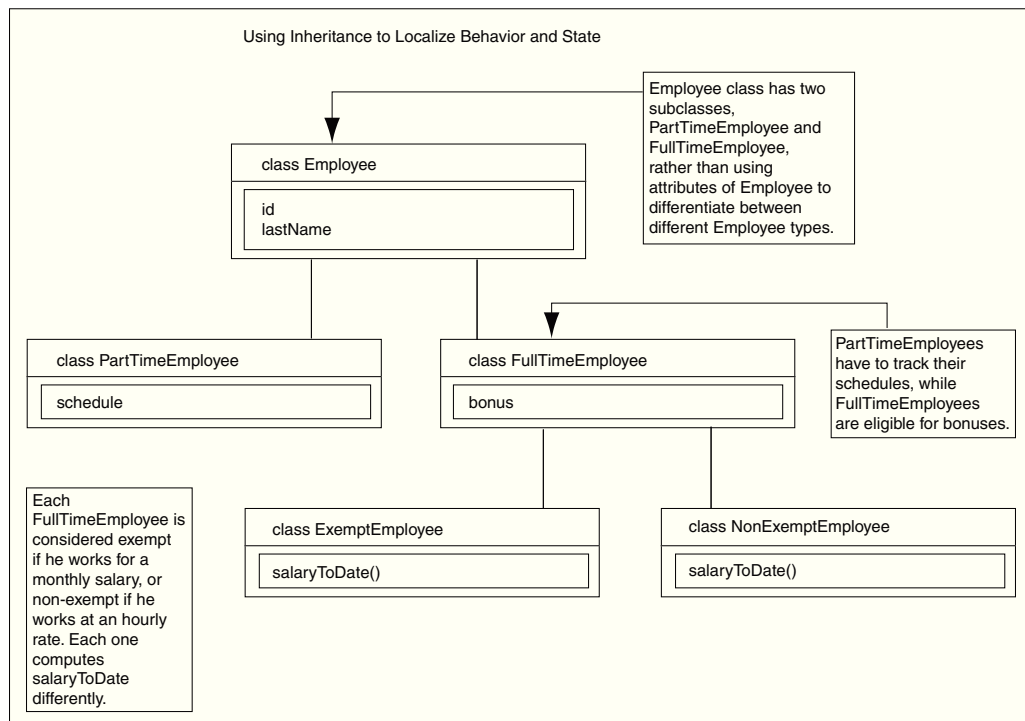 Using Inheritance to Localize Behavior and State
Employee class has two
subclasses,
PartTimeEmployee and
FullTimeEmployee,
rather than using
attributes of Employee to
differentiate between
different Employee types.
class Employee
id
lastName
class PartTimeEmployee
schedule
class FullTimeEmployee
bonus
PartTimeEmployees
have to track their
schedules, while
FullTimeEmployees
are eligible for bonuses.
Each
FullTimeEmployee is
considered exempt
if he works for a
monthly salary, or
non-exempt if he
works at an hourly
rate. Each one
computes
salaryToDate
differently.
class ExemptEmployee
salaryToDate()
class NonExemptEmployee
salaryToDate()